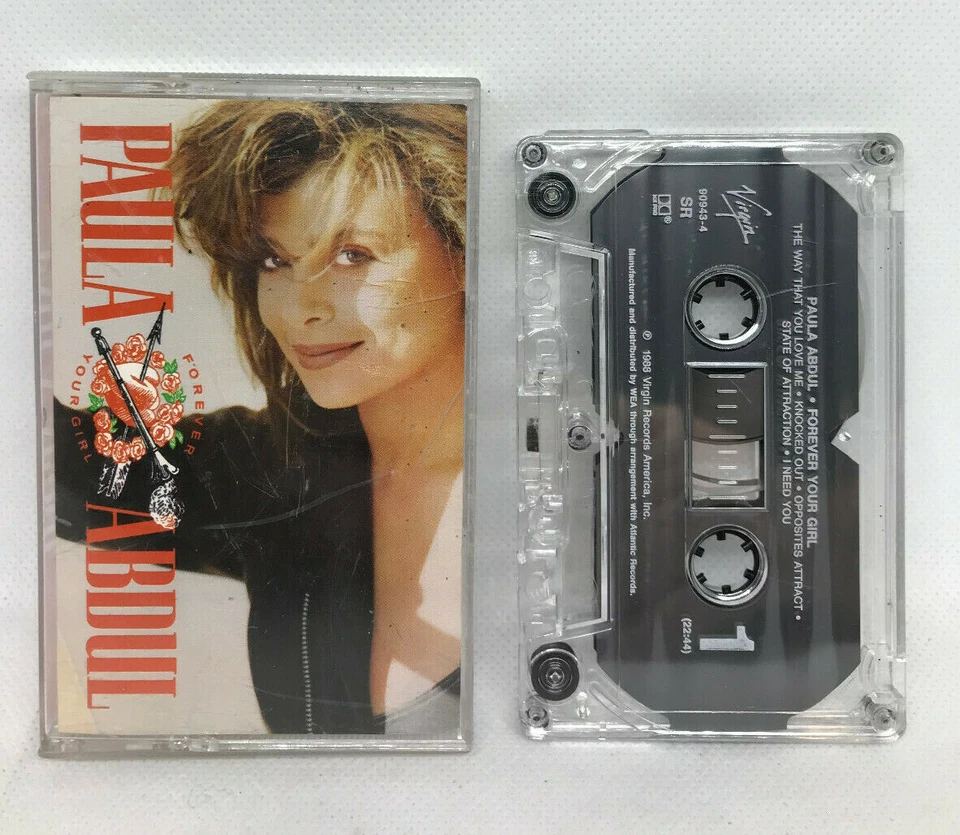 PAULA ABDUL
FOREVER
YOUR GIRL
Virgin
90943-4
SR
PAULA ABDUL • FOREVER YOUR GIRL
THE WAY THAT YOU LOVE ME • KNOCKED OUT • OPPOSITES ATTRACT •
STATE OF ATTRACTION • I NEED YOU
1
(22:44)
℗ 1988 Virgin Records America, Inc.
Manufactured and distributed by WEA through arrangement with Atlantic Records.